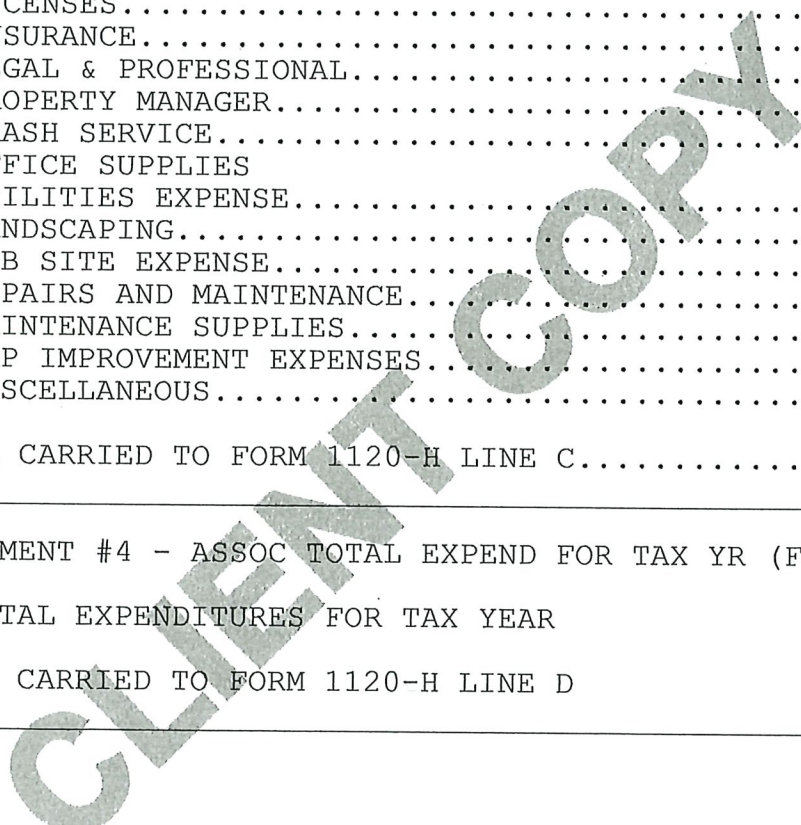 CENSES
SURANCE
GAL & PROFESSIONAL
OPERTY MANAGER
ASH SERVICE
FICE SUPPLIES
ILITIES EXPENSE
NDSCAPING
B SITE EXPENSE
PAIRS AND MAINTENANCE
INTENANCE SUPPLIES
P IMPROVEMENT EXPENSES
SCELLANEOUS
CARRIED TO FORM 1120-H LINE C
MENT #4 - ASSOC TOTAL EXPEND FOR TAX YR (F
TAL EXPENDITURES FOR TAX YEAR
CARRIED TO FORM 1120-H LINE D
CLIENT COPY